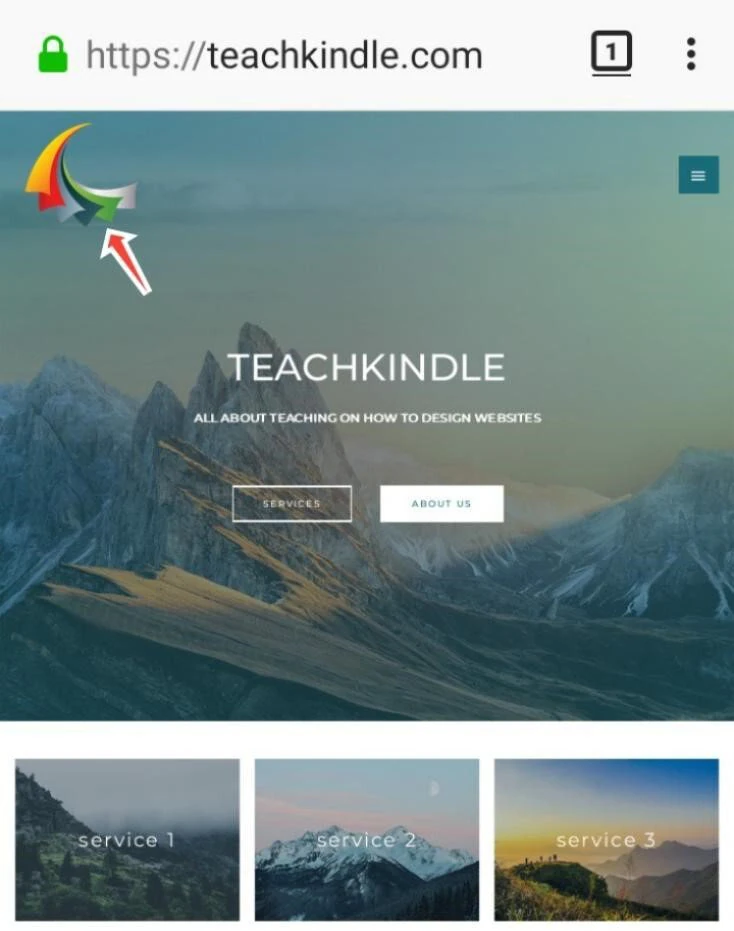 https://teachkindle.com 1
TEACHKINDLE
ALL ABOUT TEACHING ON HOW TO DESIGN WEBSITES
SERVICES ABOUT US
service 1 service 2 service 3